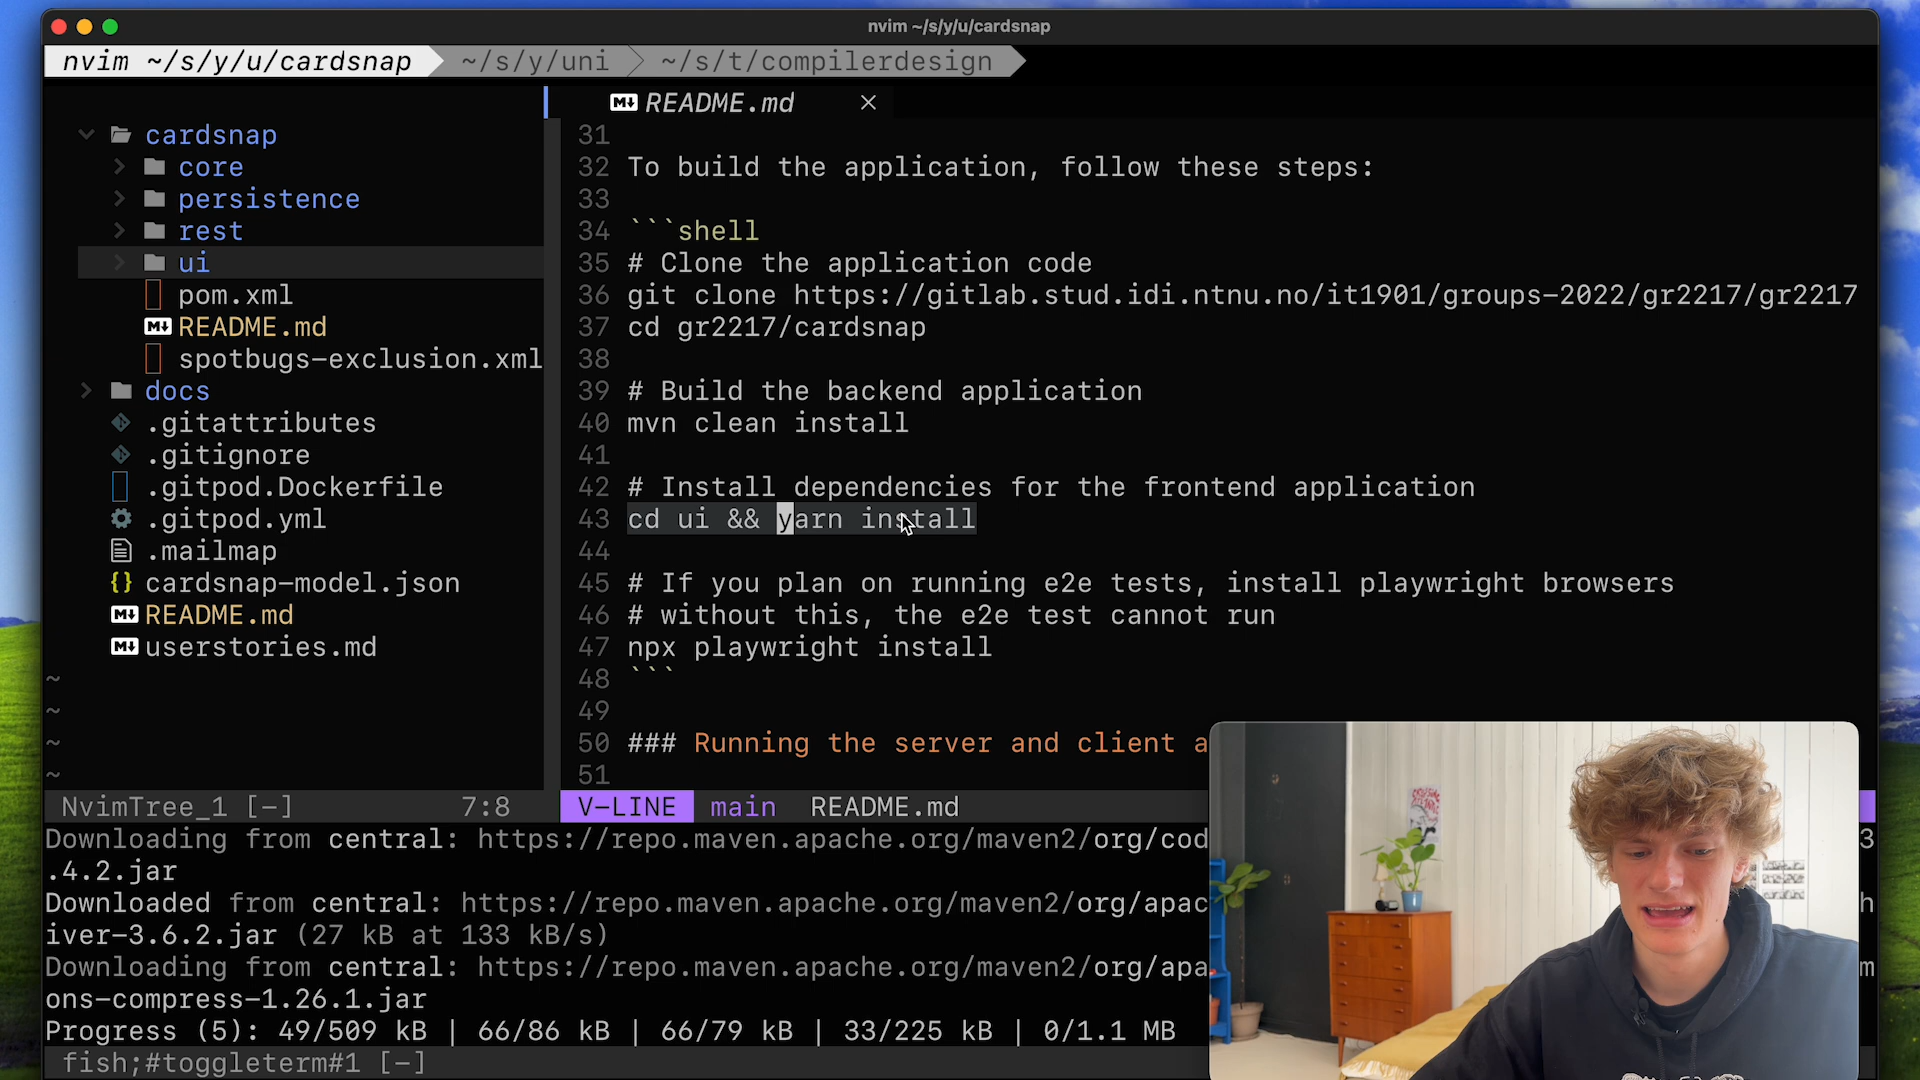 nvim ~/s/y/u/cardsnap
nvim ~/s/y/u/cardsnap ~/s/y/uni ~/s/t/compilerdesign
cardsnap
core
persistence
rest
ui
pom.xml
README.md
spotbugs-exclusion.xml
docs
.gitattributes
.gitignore
.gitpod.Dockerfile
.gitpod.yml
.mailmap
{} cardsnap-model.json
README.md
userstories.md
~
~
~
~
NvimTree_1 [-] 7:8
README.md ×
31
32 To build the application, follow these steps:
33
34 ```shell
35 # Clone the application code
36 git clone https://gitlab.stud.idi.ntnu.no/it1901/groups-2022/gr2217/gr2217
37 cd gr2217/cardsnap
38
39 # Build the backend application
40 mvn clean install
41
42 # Install dependencies for the frontend application
43 cd ui && yarn install
44
45 # If you plan on running e2e tests, install playwright browsers
46 # without this, the e2e test cannot run
47 npx playwright install
48 ```
49
50 ### Running the server and client a
51
V-LINE main README.md
Downloading from central: https://repo.maven.apache.org/maven2/org/cod 3
.4.2.jar
Downloaded from central: https://repo.maven.apache.org/maven2/org/apac h
iver-3.6.2.jar (27 kB at 133 kB/s)
Downloading from central: https://repo.maven.apache.org/maven2/org/apa m
ons-compress-1.26.1.jar
Progress (5): 49/509 kB | 66/86 kB | 66/79 kB | 33/225 kB | 0/1.1 MB
fish;#toggleterm#1 [-]